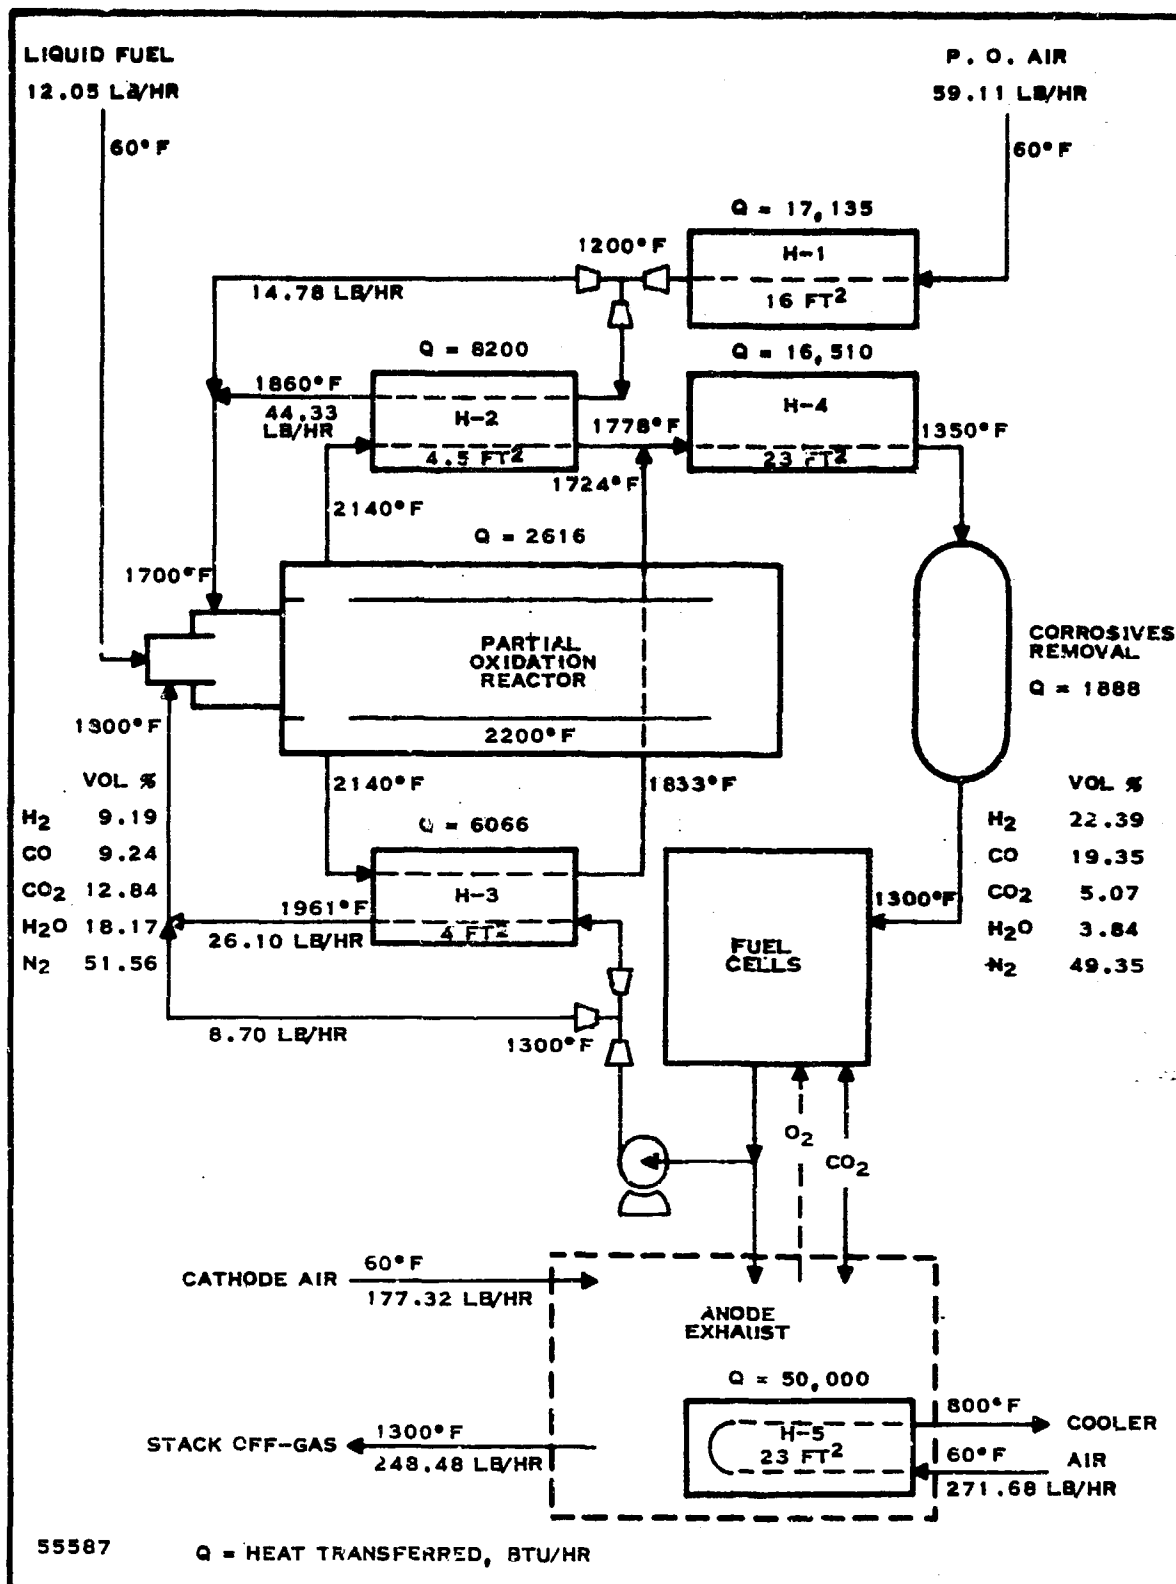 LIQUID FUEL
12.05 LB/HR
60°F
P. O. AIR
59.11 LB/HR
60°F
Q = 17,135
H-1
16 FT2
1200°F
14.78 LB/HR
Q = 8200
Q = 16,510
1860°F
44.33
LB/HR
H-2
4.5 FT2
1778°F
H-4
23 FT2
1350°F
1724°F
2140°F
Q = 2616
1700°F
PARTIAL
OXIDATION
REACTOR
2200°F
CORROSIVES
REMOVAL
Q = 1888
1300°F
VOL %
H2 9.19
CO 9.24
CO2 12.84
H2O 18.17
N2 51.56
2140°F
1833°F
Q = 6066
H-3
4 FT2
1961°F
26.10 LB/HR
8.70 LB/HR
1300°F
FUEL
CELLS
1300°F
VOL %
H2 22.39
CO 19.35
CO2 5.07
H2O 3.84
N2 49.35
O2
CO2
CATHODE AIR
60°F
177.32 LB/HR
ANODE
EXHAUST
Q = 50,000
H-5
23 FT2
800°F
COOLER
60°F
AIR
271.68 LB/HR
STACK OFF-GAS
1300°F
248.48 LB/HR
55587
Q = HEAT TRANSFERRED, BTU/HR